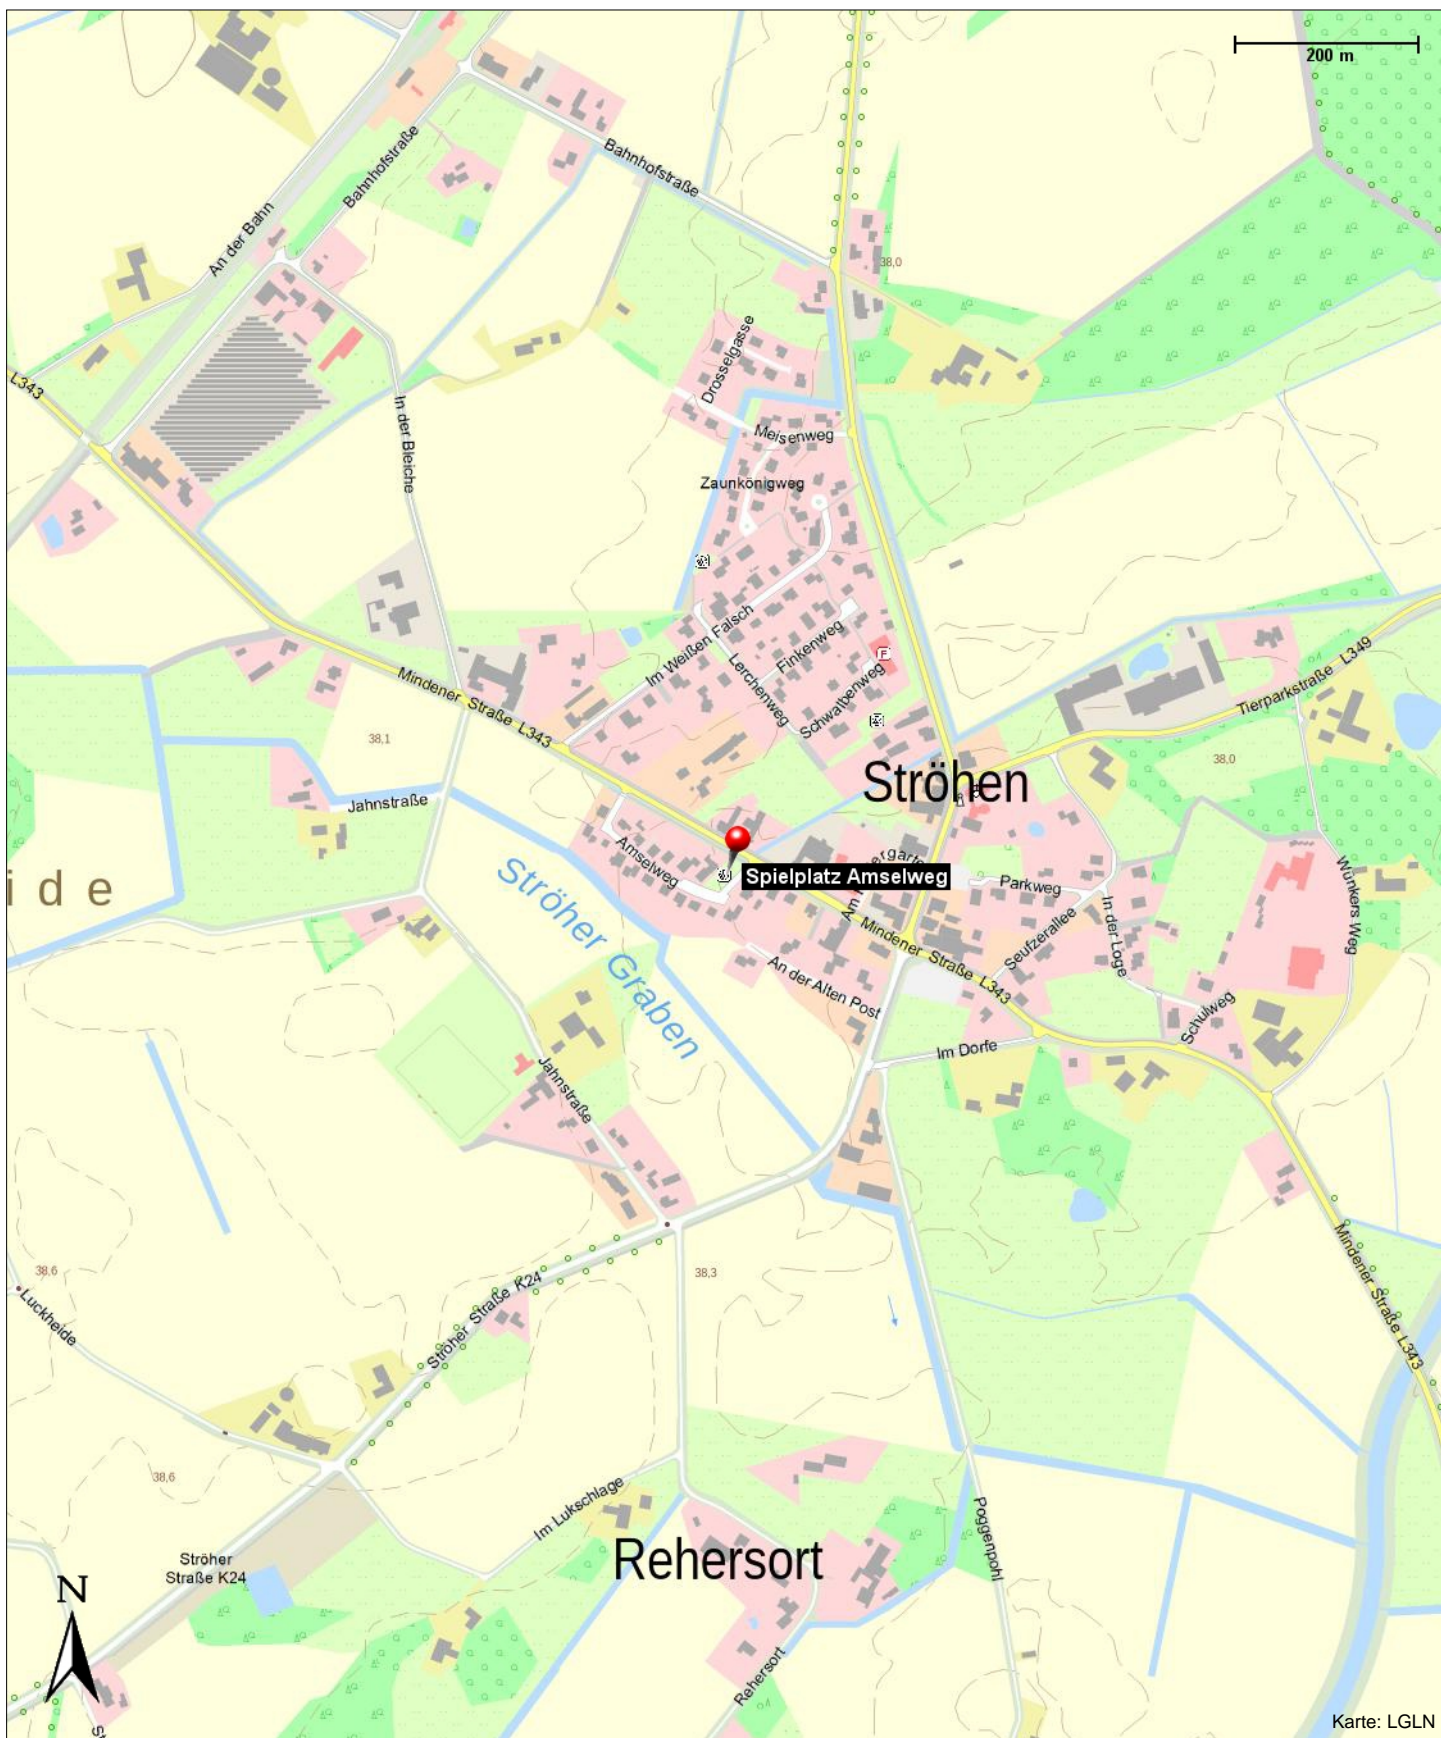 200 m
Bahnhofstraße
Bahnhofstraße
An der Bahn
38,0
Drosselgasse
L343
In der Bleiche
Meisenweg
Zaunkönigweg
Im Weißen Falsch
Finkenweg
F
Lerchenweg
Schwalbenweg
Mindener Straße L343
Tierparkstraße L349
38,1
38,0
Ströhen
Jahnstraße
Amselweg
Spielplatz Amselweg
Parkweg
Wünkers Weg
ide
Ströher Graben
Mindener Straße L343
Seufzerallee
In der Loge
An der Alten Post
Schulweg
Im Dorfe
Jahnstraße
38,6
Luckheide
38,3
Ströher Straße K24
Mindener Straße L343
38,6
Im Lukschlage
Poggenpohl
Rehersort
Ströher
Straße K24
N
Rehersort
Karte: LGLN